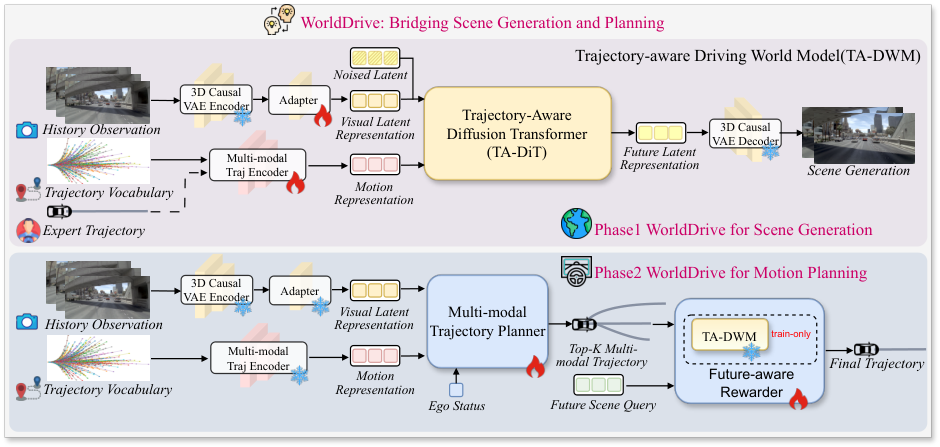 WorldDrive: Bridging Scene Generation and Planning
Trajectory-aware Driving World Model(TA-DWM)
Noised Latent
3D Causal
VAE Encoder
Adapter
History Observation
Visual Latent
Representation
Trajectory-Aware
Diffusion Transformer
(TA-DiT)
Future Latent
Representation
3D Causal
VAE Decoder
Scene Generation
Multi-modal
Traj Encoder
Trajectory Vocabulary
Motion
Representation
Expert Trajectory
Phase1 WorldDrive for Scene Generation
Phase2 WorldDrive for Motion Planning
3D Causal
VAE Encoder
Adapter
History Observation
Visual Latent
Representation
Multi-modal
Trajectory Planner
Top-K Multi-
modal Trajectory
TA-DWM
train-only
Future-aware
Rewarder
Final Trajectory
Multi-modal
Traj Encoder
Trajectory Vocabulary
Motion
Representation
Ego Status
Future Scene Query